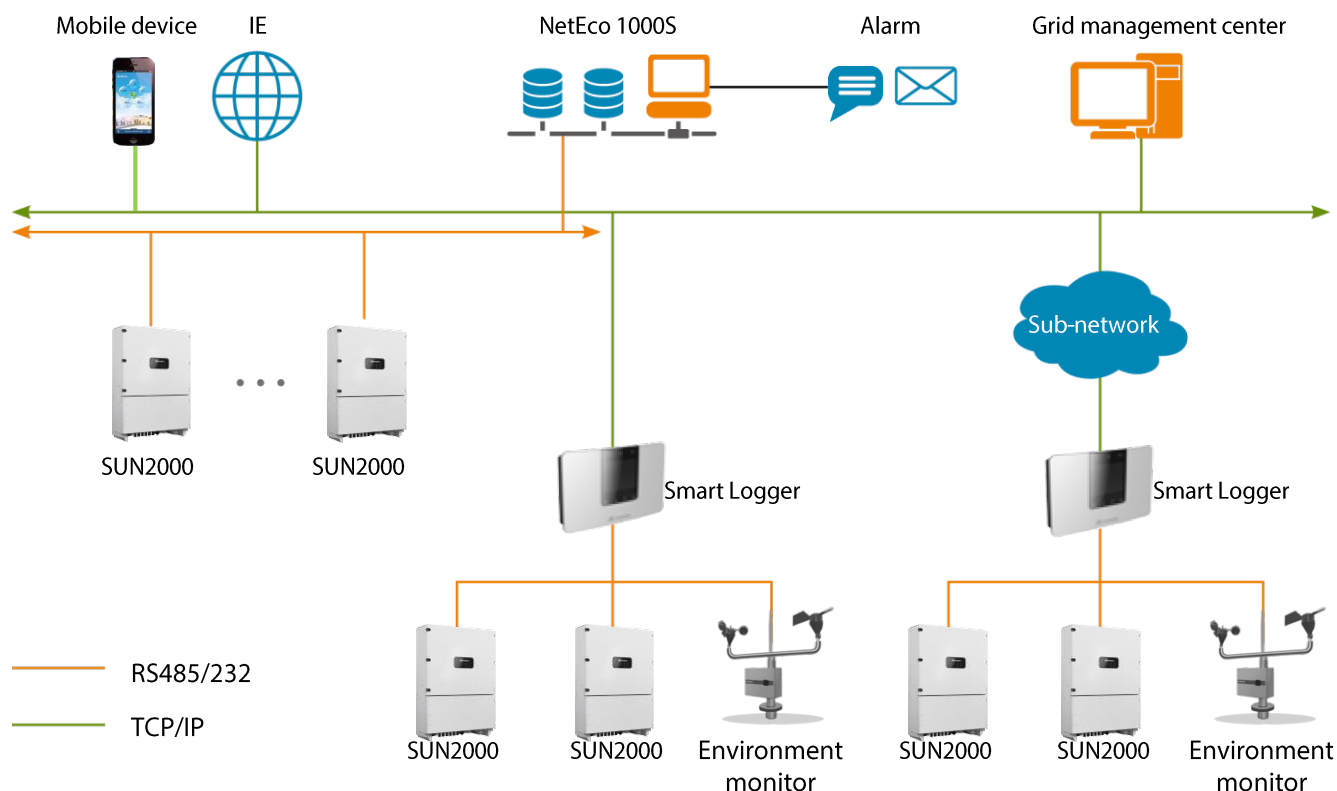 Mobile device
IE
NetEco 1000S
Alarm
Grid management center
Sub-network
SUN2000
SUN2000
Smart Logger
Smart Logger
RS485/232
TCP/IP
SUN2000
SUN2000
Environment
monitor
SUN2000
SUN2000
Environment
monitor